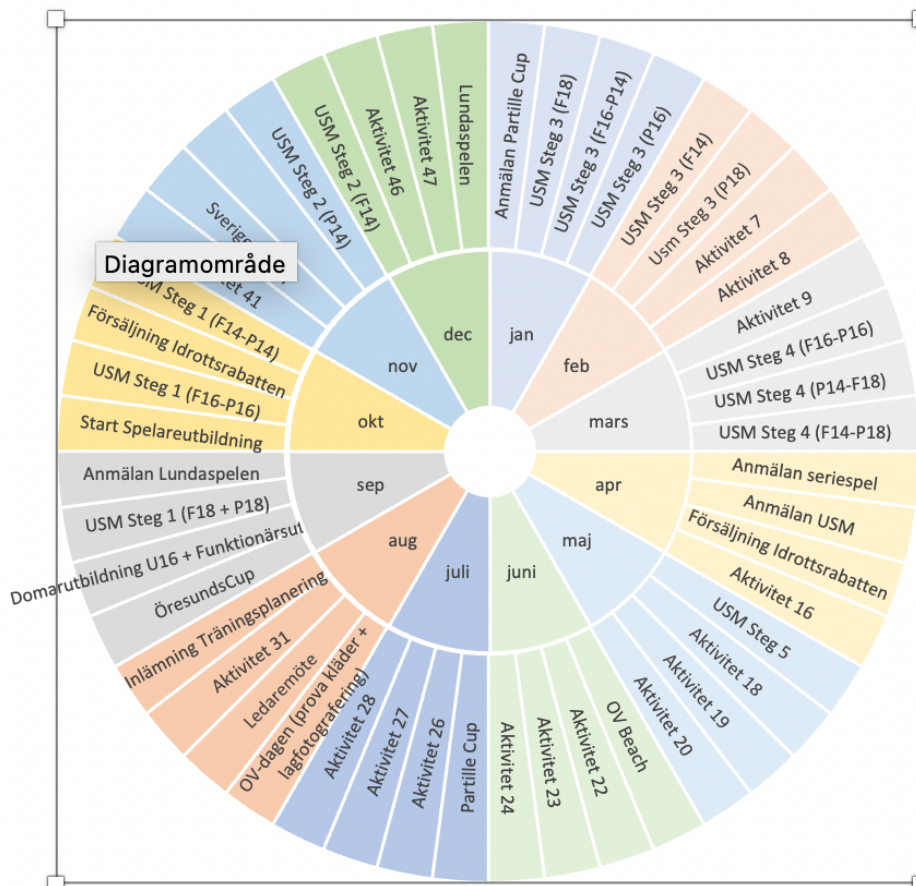 Anmälan Partille Cup
USM Steg 3 (F18)
USM Steg 3 (F16-P14)
USM Steg 3 (P16)
USM Steg 3 (F14)
Usm Steg 3 (P18)
Aktivitet 7
Aktivitet 8
Aktivitet 9
USM Steg 4 (F16-P16)
USM Steg 4 (P14-F18)
USM Steg 4 (F14-P18)
Anmälan seriespel
Anmälan USM
Försäljning Idrottsrabatten
Aktivitet 16
USM Steg 5
Aktivitet 18
Aktivitet 19
Aktivitet 20
OV Beach
Aktivitet 22
Aktivitet 23
Aktivitet 24
Partille Cup
Aktivitet 26
Aktivitet 27
Aktivitet 28
OV-dagen (prova kläder +
lagfotografering)
Ledaremöte
Aktivitet 31
Inlämning Träningsplanering
ÖresundsCup
Domarutbildning U16 + Funktionärsut
USM Steg 1 (F18 + P18)
Anmälan Lundaspelen
Start Spelareutbildning
USM Steg 1 (F16-P16)
Försäljning Idrottsrabatten
Steg 1 (F14-P14)
Diagramområde
41
USM Steg 2 (P14)
USM Steg 2 (F14)
Aktivitet 46
Aktivitet 47
Lundaspelen
jan
feb
mars
apr
maj
juni
juli
aug
sep
okt
nov
dec